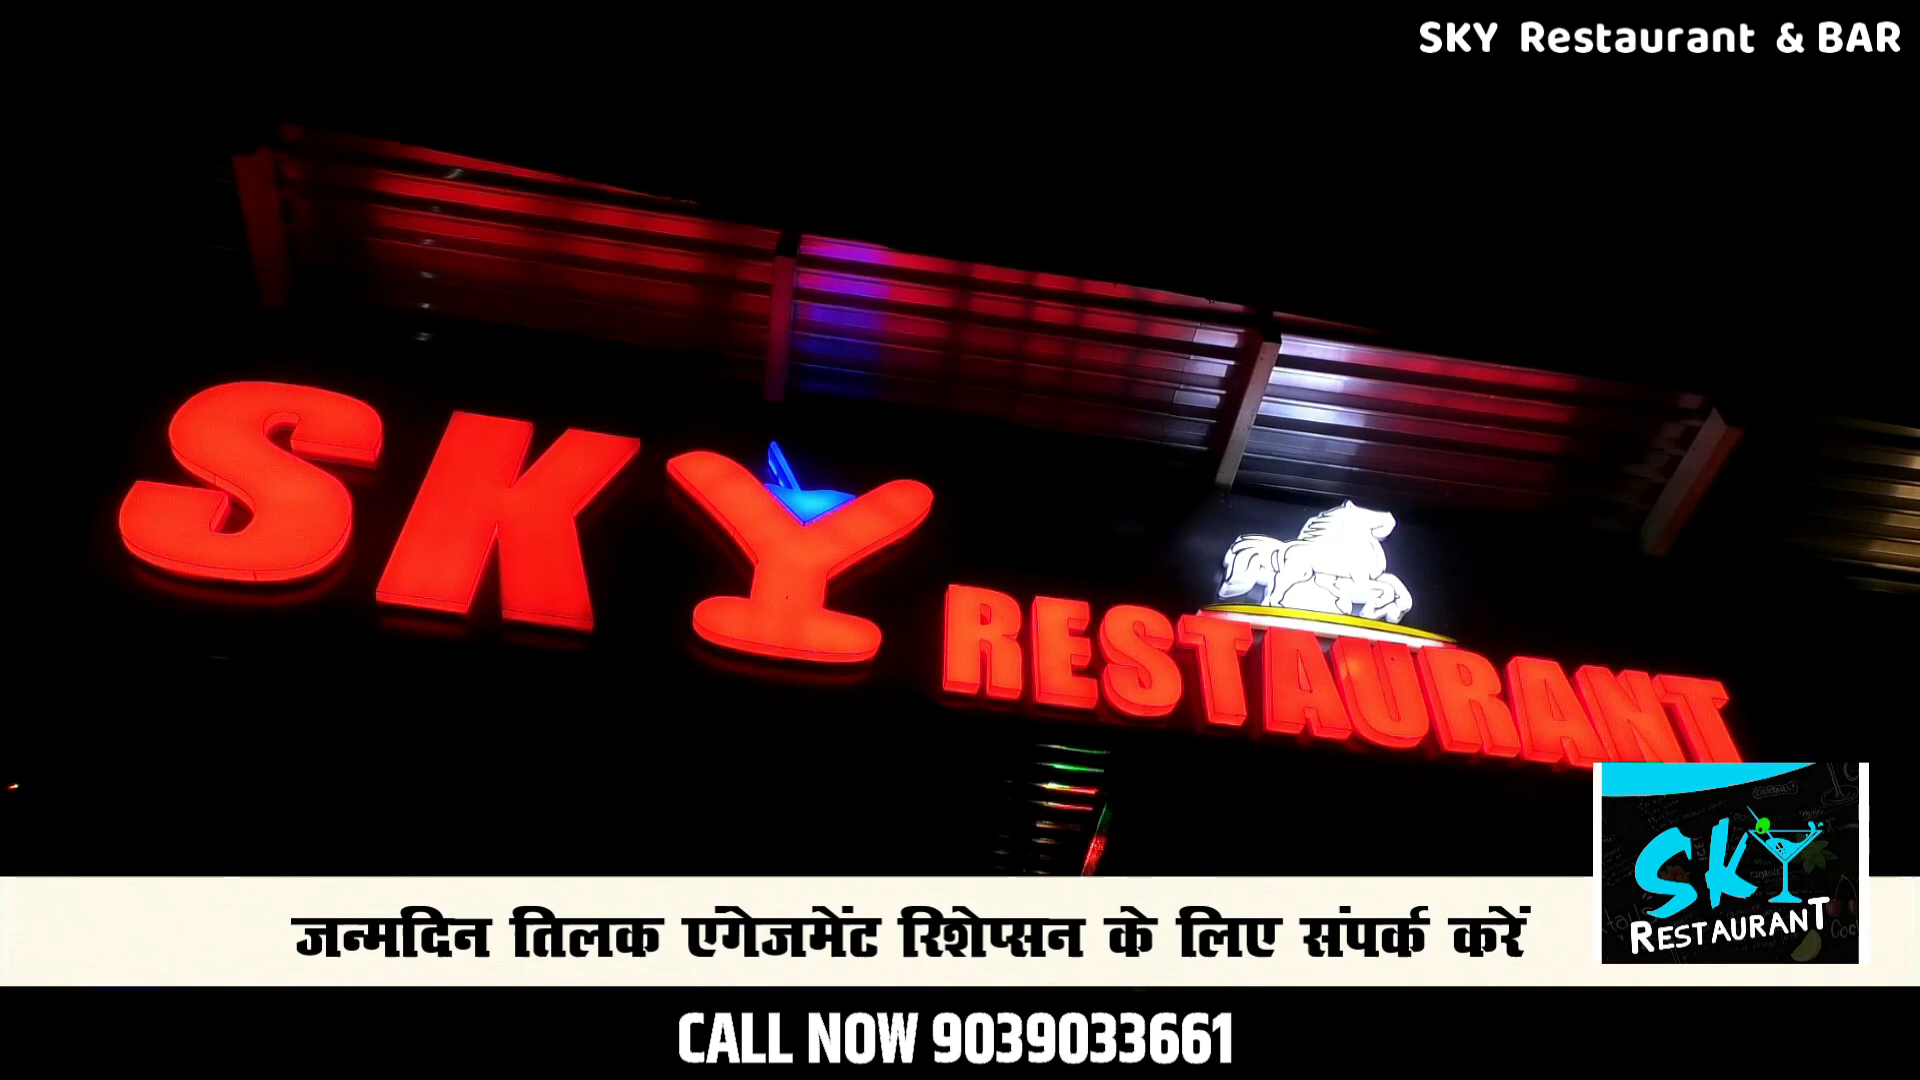 SKY Restaurant & BAR
SKY RESTAURANT
जन्मदिन तिलक एंगेजमेंट रिशेप्सन के लिए संपर्क करें
SKY
RESTAURANT
CALL NOW 9039033661